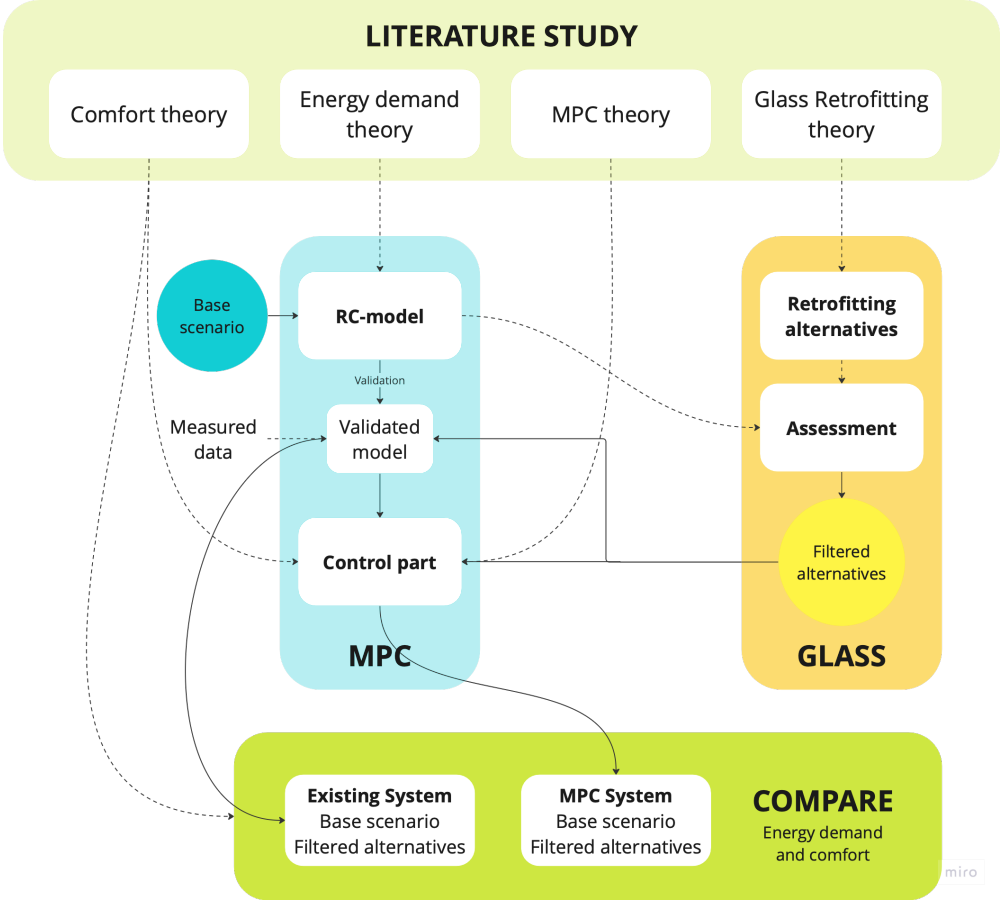 LITERATURE STUDY
Comfort theory
Energy demand
theory
MPC theory
Glass Retrofitting
theory
Base
scenario
RC-model
Retrofitting
alternatives
Validation
Measured
data
Validated
model
Assessment
Control part
Filtered
alternatives
MPC
GLASS
Existing System
Base scenario
Filtered alternatives
MPC System
Base scenario
Filtered alternatives
COMPARE
Energy demand
and comfort
miro